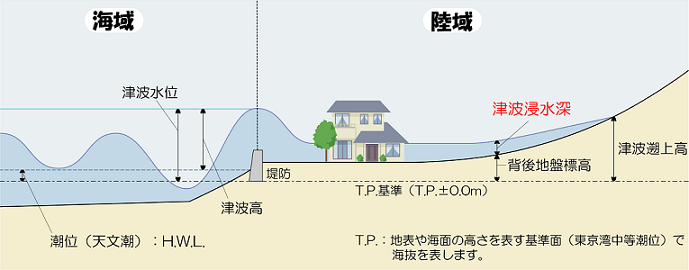 海域
陸域
津波水位
津波浸水深
津波遡上高
背後地盤標高
堤防
T.P.基準（T.P.±0.0m）
津波高
潮位（天文潮）：H.W.L.
T.P.：地表や海面の高さを表す基準面（東京湾中等潮位）で
海抜を表します。